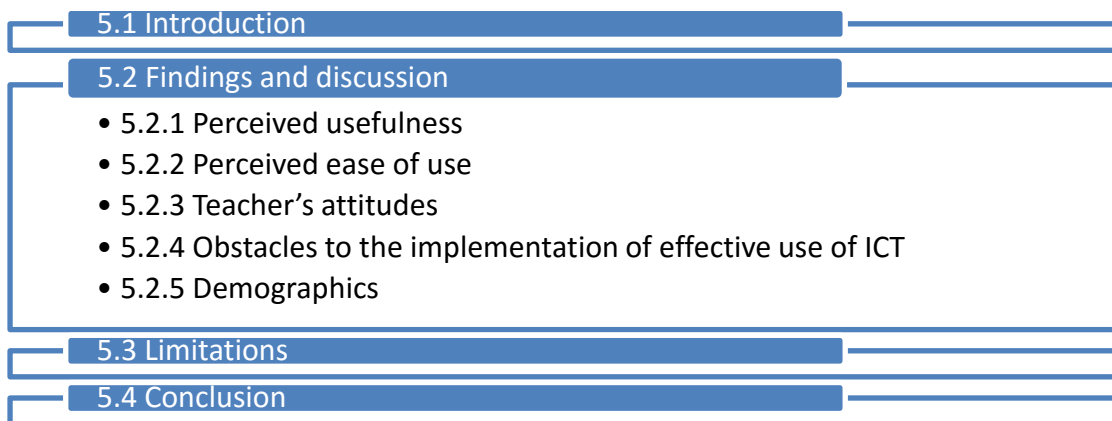 5.1 Introduction
5.2 Findings and discussion
• 5.2.1 Perceived usefulness
• 5.2.2 Perceived ease of use
• 5.2.3 Teacher’s attitudes
• 5.2.4 Obstacles to the implementation of effective use of ICT
• 5.2.5 Demographics
5.3 Limitations
5.4 Conclusion